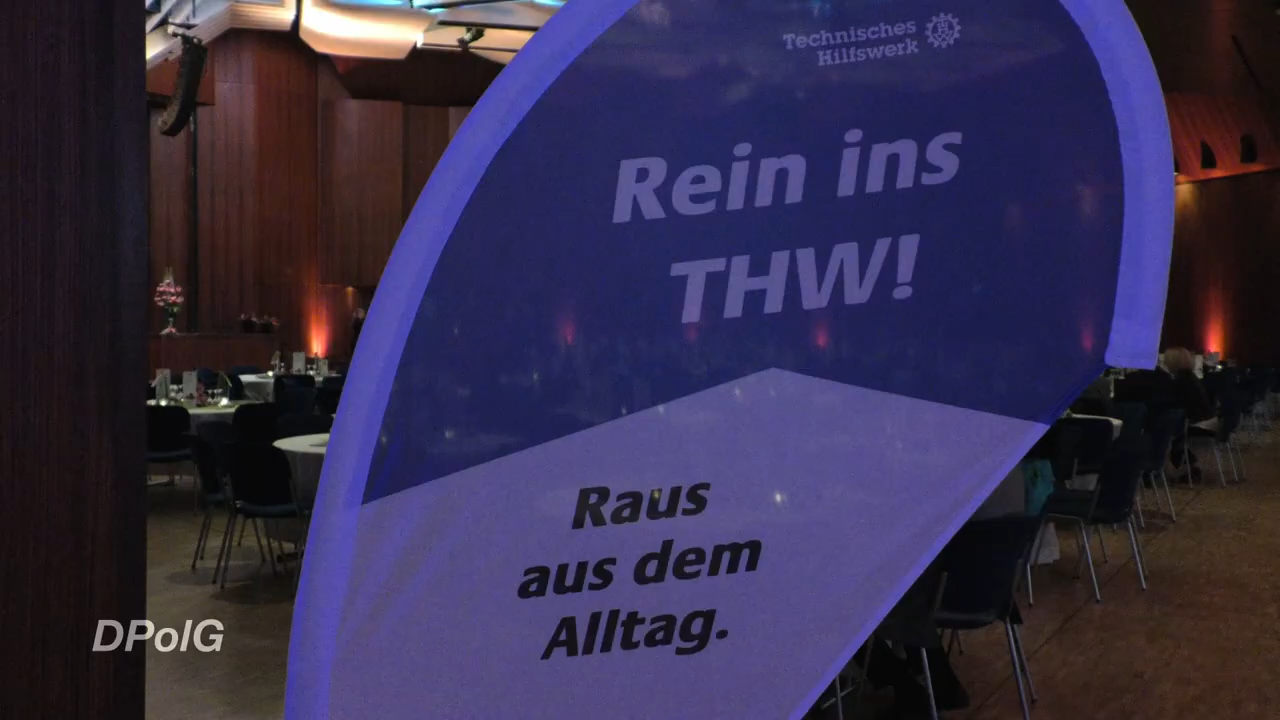 Technisches
Hilfswerk
Rein ins
THW!
Raus
aus dem
Alltag.
DPolG